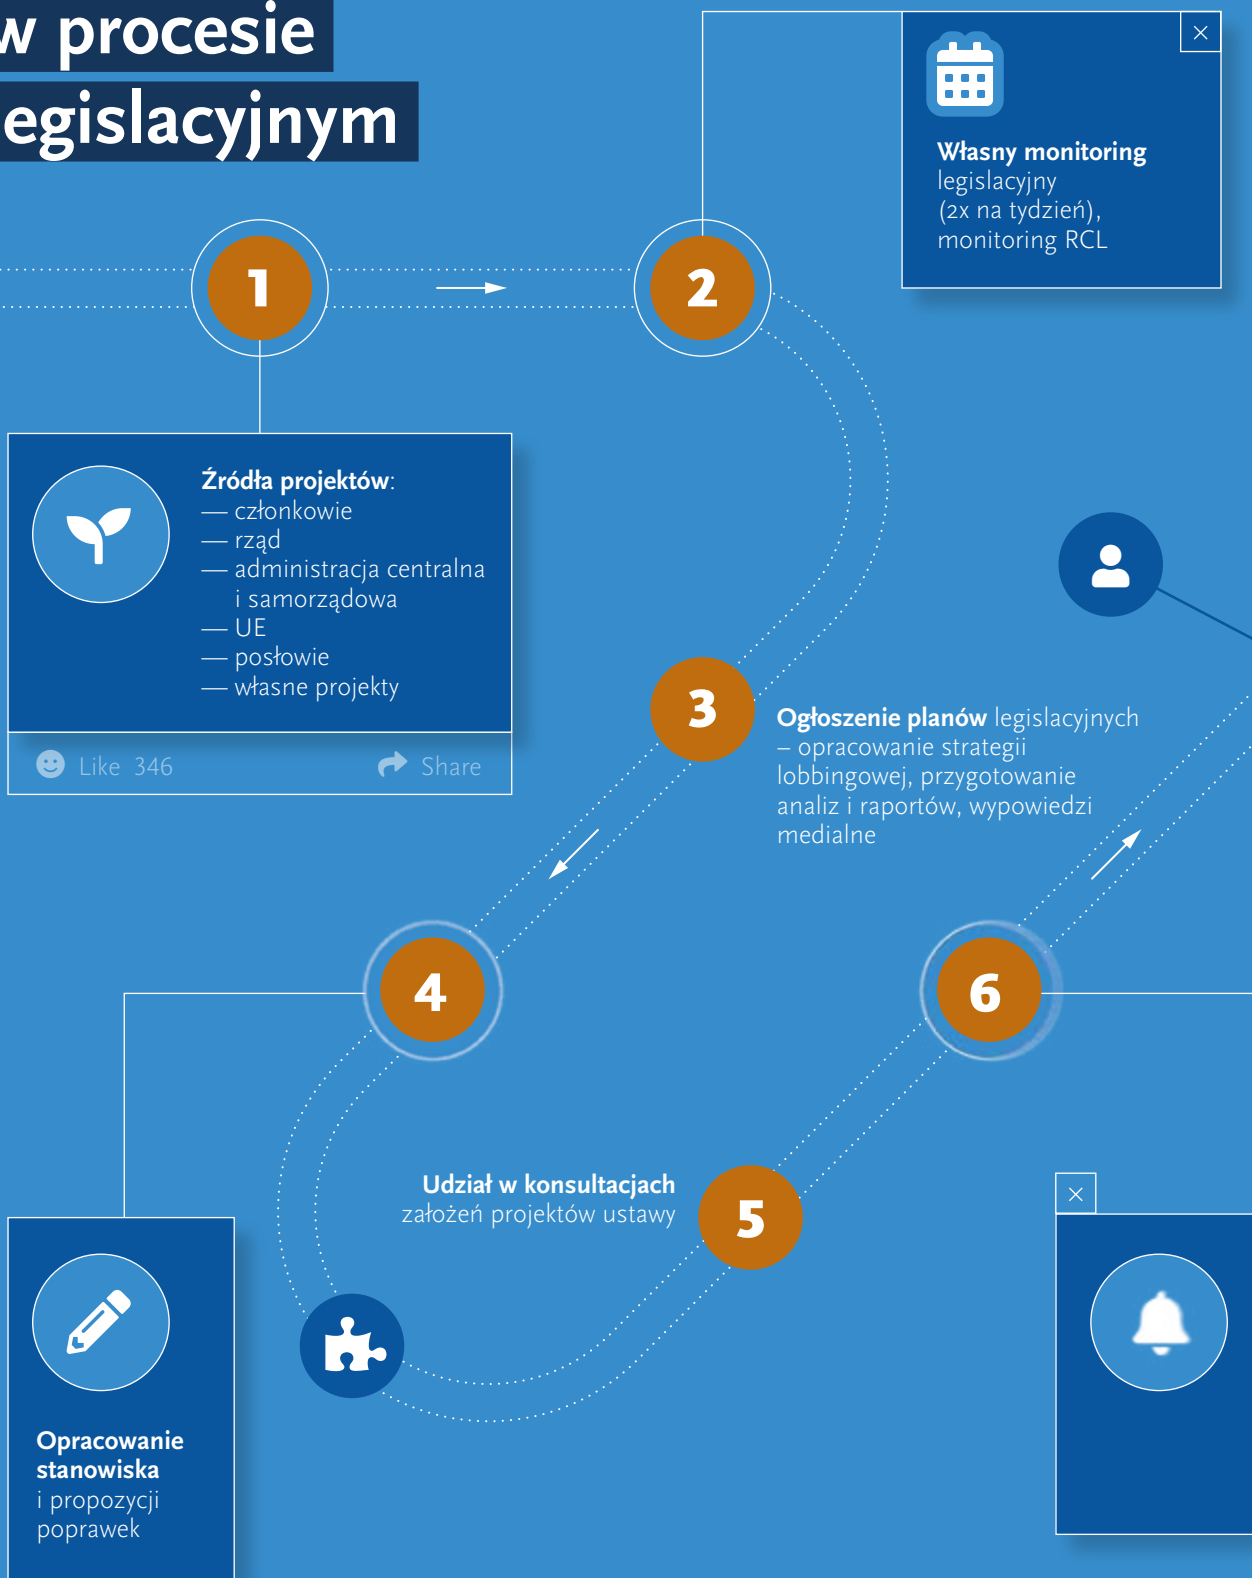 w procesie
egislacyjnym
Własny monitoring
legislacyjny
(2x na tydzień),
monitoring RCL
1
2
Źródła projektów:
— członkowie
— rząd
— administracja centralna
i samorządowa
— UE
— posłowie
— własne projekty
Like 346
Share
3
Ogłoszenie planów legislacyjnych
– opracowanie strategii
lobbingowej, przygotowanie
analiz i raportów, wypowiedzi
medialne
4
6
Udział w konsultacjach
założeń projektów ustawy
5
Opracowanie
stanowiska
i propozycji
poprawek